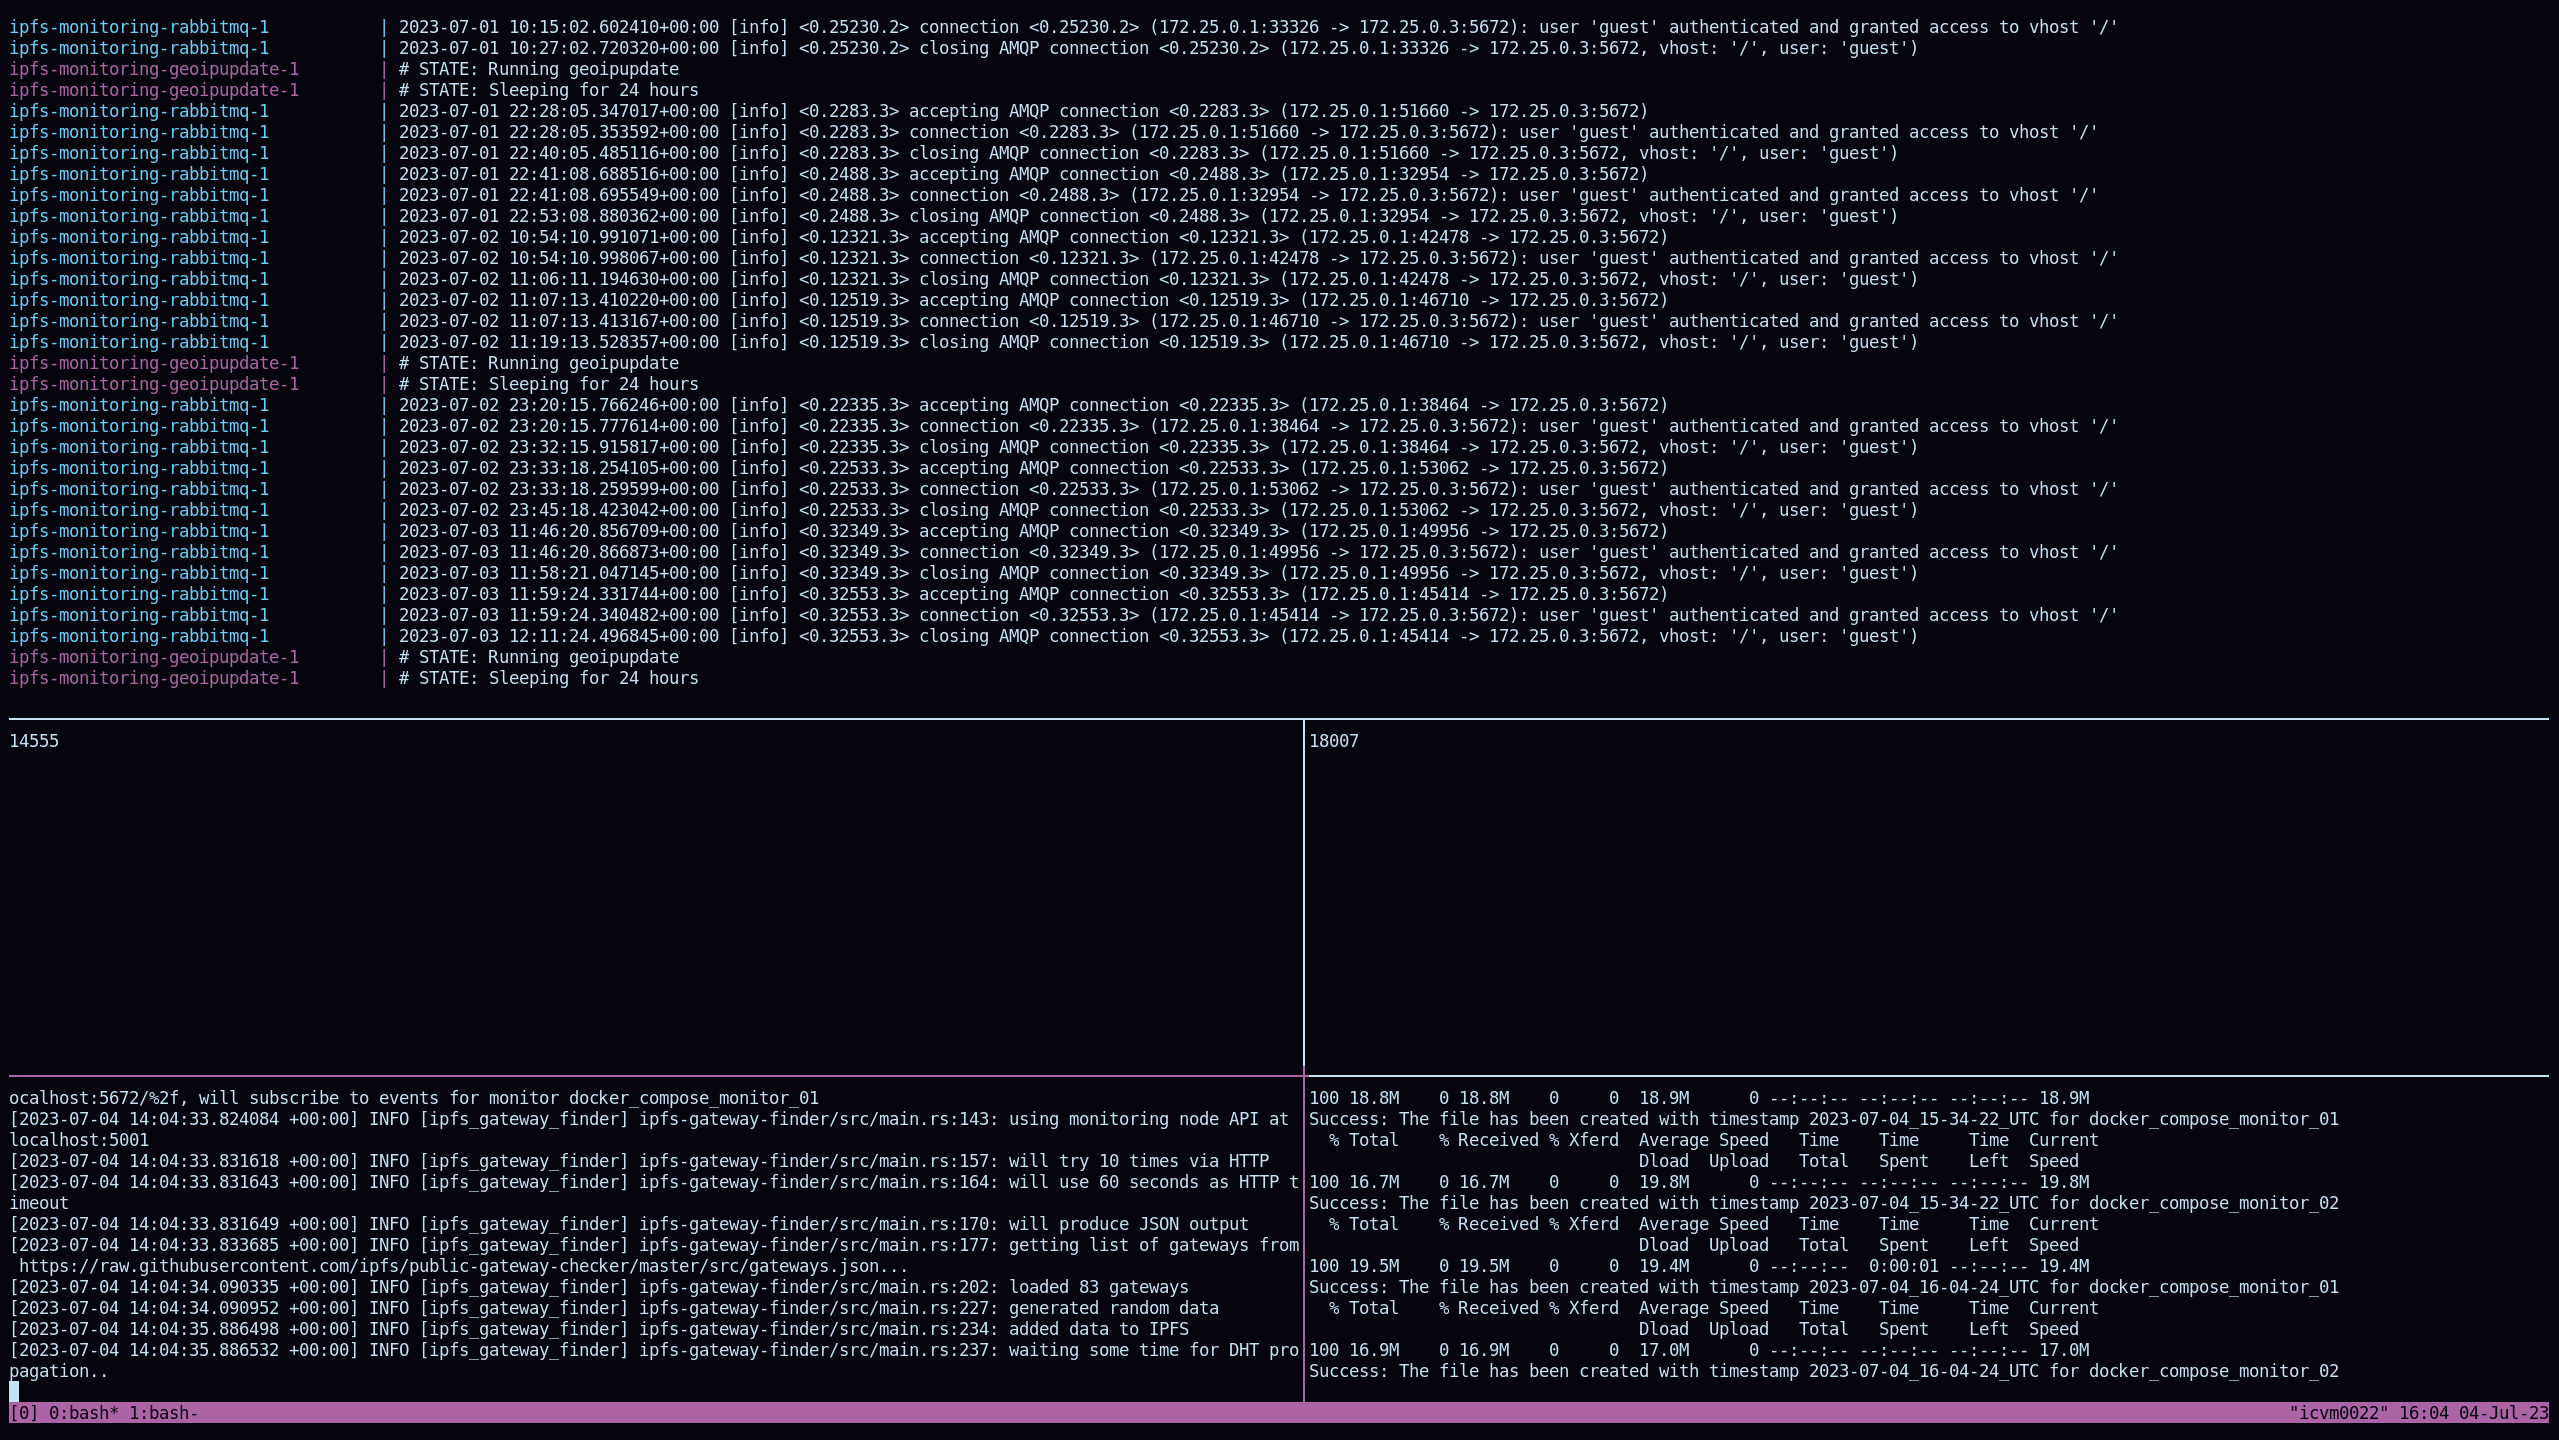 ipfs-monitoring-rabbitmq-1           | 2023-07-01 10:15:02.602410+00:00 [info] <0.25230.2> connection <0.25230.2> (172.25.0.1:33326 -> 172.25.0.3:5672): user 'guest' authenticated and granted access to vhost '/'
ipfs-monitoring-rabbitmq-1           | 2023-07-01 10:27:02.720320+00:00 [info] <0.25230.2> closing AMQP connection <0.25230.2> (172.25.0.1:33326 -> 172.25.0.3:5672, vhost: '/', user: 'guest')
ipfs-monitoring-geoipupdate-1        | # STATE: Running geoipupdate
ipfs-monitoring-geoipupdate-1        | # STATE: Sleeping for 24 hours
ipfs-monitoring-rabbitmq-1           | 2023-07-01 22:28:05.347017+00:00 [info] <0.2283.3> accepting AMQP connection <0.2283.3> (172.25.0.1:51660 -> 172.25.0.3:5672)
ipfs-monitoring-rabbitmq-1           | 2023-07-01 22:28:05.353592+00:00 [info] <0.2283.3> connection <0.2283.3> (172.25.0.1:51660 -> 172.25.0.3:5672): user 'guest' authenticated and granted access to vhost '/'
ipfs-monitoring-rabbitmq-1           | 2023-07-01 22:40:05.485116+00:00 [info] <0.2283.3> closing AMQP connection <0.2283.3> (172.25.0.1:51660 -> 172.25.0.3:5672, vhost: '/', user: 'guest')
ipfs-monitoring-rabbitmq-1           | 2023-07-01 22:41:08.688516+00:00 [info] <0.2488.3> accepting AMQP connection <0.2488.3> (172.25.0.1:32954 -> 172.25.0.3:5672)
ipfs-monitoring-rabbitmq-1           | 2023-07-01 22:41:08.695549+00:00 [info] <0.2488.3> connection <0.2488.3> (172.25.0.1:32954 -> 172.25.0.3:5672): user 'guest' authenticated and granted access to vhost '/'
ipfs-monitoring-rabbitmq-1           | 2023-07-01 22:53:08.880362+00:00 [info] <0.2488.3> closing AMQP connection <0.2488.3> (172.25.0.1:32954 -> 172.25.0.3:5672, vhost: '/', user: 'guest')
ipfs-monitoring-rabbitmq-1           | 2023-07-02 10:54:10.991071+00:00 [info] <0.12321.3> accepting AMQP connection <0.12321.3> (172.25.0.1:42478 -> 172.25.0.3:5672)
ipfs-monitoring-rabbitmq-1           | 2023-07-02 10:54:10.998067+00:00 [info] <0.12321.3> connection <0.12321.3> (172.25.0.1:42478 -> 172.25.0.3:5672): user 'guest' authenticated and granted access to vhost '/'
ipfs-monitoring-rabbitmq-1           | 2023-07-02 11:06:11.194630+00:00 [info] <0.12321.3> closing AMQP connection <0.12321.3> (172.25.0.1:42478 -> 172.25.0.3:5672, vhost: '/', user: 'guest')
ipfs-monitoring-rabbitmq-1           | 2023-07-02 11:07:13.410220+00:00 [info] <0.12519.3> accepting AMQP connection <0.12519.3> (172.25.0.1:46710 -> 172.25.0.3:5672)
ipfs-monitoring-rabbitmq-1           | 2023-07-02 11:07:13.413167+00:00 [info] <0.12519.3> connection <0.12519.3> (172.25.0.1:46710 -> 172.25.0.3:5672): user 'guest' authenticated and granted access to vhost '/'
ipfs-monitoring-rabbitmq-1           | 2023-07-02 11:19:13.528357+00:00 [info] <0.12519.3> closing AMQP connection <0.12519.3> (172.25.0.1:46710 -> 172.25.0.3:5672, vhost: '/', user: 'guest')
ipfs-monitoring-geoipupdate-1        | # STATE: Running geoipupdate
ipfs-monitoring-geoipupdate-1        | # STATE: Sleeping for 24 hours
ipfs-monitoring-rabbitmq-1           | 2023-07-02 23:20:15.766246+00:00 [info] <0.22335.3> accepting AMQP connection <0.22335.3> (172.25.0.1:38464 -> 172.25.0.3:5672)
ipfs-monitoring-rabbitmq-1           | 2023-07-02 23:20:15.777614+00:00 [info] <0.22335.3> connection <0.22335.3> (172.25.0.1:38464 -> 172.25.0.3:5672): user 'guest' authenticated and granted access to vhost '/'
ipfs-monitoring-rabbitmq-1           | 2023-07-02 23:32:15.915817+00:00 [info] <0.22335.3> closing AMQP connection <0.22335.3> (172.25.0.1:38464 -> 172.25.0.3:5672, vhost: '/', user: 'guest')
ipfs-monitoring-rabbitmq-1           | 2023-07-02 23:33:18.254105+00:00 [info] <0.22533.3> accepting AMQP connection <0.22533.3> (172.25.0.1:53062 -> 172.25.0.3:5672)
ipfs-monitoring-rabbitmq-1           | 2023-07-02 23:33:18.259599+00:00 [info] <0.22533.3> connection <0.22533.3> (172.25.0.1:53062 -> 172.25.0.3:5672): user 'guest' authenticated and granted access to vhost '/'
ipfs-monitoring-rabbitmq-1           | 2023-07-02 23:45:18.423042+00:00 [info] <0.22533.3> closing AMQP connection <0.22533.3> (172.25.0.1:53062 -> 172.25.0.3:5672, vhost: '/', user: 'guest')
ipfs-monitoring-rabbitmq-1           | 2023-07-03 11:46:20.856709+00:00 [info] <0.32349.3> accepting AMQP connection <0.32349.3> (172.25.0.1:49956 -> 172.25.0.3:5672)
ipfs-monitoring-rabbitmq-1           | 2023-07-03 11:46:20.866873+00:00 [info] <0.32349.3> connection <0.32349.3> (172.25.0.1:49956 -> 172.25.0.3:5672): user 'guest' authenticated and granted access to vhost '/'
ipfs-monitoring-rabbitmq-1           | 2023-07-03 11:58:21.047145+00:00 [info] <0.32349.3> closing AMQP connection <0.32349.3> (172.25.0.1:49956 -> 172.25.0.3:5672, vhost: '/', user: 'guest')
ipfs-monitoring-rabbitmq-1           | 2023-07-03 11:59:24.331744+00:00 [info] <0.32553.3> accepting AMQP connection <0.32553.3> (172.25.0.1:45414 -> 172.25.0.3:5672)
ipfs-monitoring-rabbitmq-1           | 2023-07-03 11:59:24.340482+00:00 [info] <0.32553.3> connection <0.32553.3> (172.25.0.1:45414 -> 172.25.0.3:5672): user 'guest' authenticated and granted access to vhost '/'
ipfs-monitoring-rabbitmq-1           | 2023-07-03 12:11:24.496845+00:00 [info] <0.32553.3> closing AMQP connection <0.32553.3> (172.25.0.1:45414 -> 172.25.0.3:5672, vhost: '/', user: 'guest')
ipfs-monitoring-geoipupdate-1        | # STATE: Running geoipupdate
ipfs-monitoring-geoipupdate-1        | # STATE: Sleeping for 24 hours
14555
18007
ocalhost:5672/%2f, will subscribe to events for monitor docker_compose_monitor_01
[2023-07-04 14:04:33.824084 +00:00] INFO [ipfs_gateway_finder] ipfs-gateway-finder/src/main.rs:143: using monitoring node API at
localhost:5001
[2023-07-04 14:04:33.831618 +00:00] INFO [ipfs_gateway_finder] ipfs-gateway-finder/src/main.rs:157: will try 10 times via HTTP
[2023-07-04 14:04:33.831643 +00:00] INFO [ipfs_gateway_finder] ipfs-gateway-finder/src/main.rs:164: will use 60 seconds as HTTP t
imeout
[2023-07-04 14:04:33.831649 +00:00] INFO [ipfs_gateway_finder] ipfs-gateway-finder/src/main.rs:170: will produce JSON output
[2023-07-04 14:04:33.833685 +00:00] INFO [ipfs_gateway_finder] ipfs-gateway-finder/src/main.rs:177: getting list of gateways from
 https://raw.githubusercontent.com/ipfs/public-gateway-checker/master/src/gateways.json...
[2023-07-04 14:04:34.090335 +00:00] INFO [ipfs_gateway_finder] ipfs-gateway-finder/src/main.rs:202: loaded 83 gateways
[2023-07-04 14:04:34.090952 +00:00] INFO [ipfs_gateway_finder] ipfs-gateway-finder/src/main.rs:227: generated random data
[2023-07-04 14:04:35.886498 +00:00] INFO [ipfs_gateway_finder] ipfs-gateway-finder/src/main.rs:234: added data to IPFS
[2023-07-04 14:04:35.886532 +00:00] INFO [ipfs_gateway_finder] ipfs-gateway-finder/src/main.rs:237: waiting some time for DHT pro
pagation..
100 18.8M    0 18.8M    0     0  18.9M      0 --:--:-- --:--:-- --:--:-- 18.9M
Success: The file has been created with timestamp 2023-07-04_15-34-22_UTC for docker_compose_monitor_01
  % Total    % Received % Xferd  Average Speed   Time    Time     Time  Current
                                 Dload  Upload   Total   Spent    Left  Speed
100 16.7M    0 16.7M    0     0  19.8M      0 --:--:-- --:--:-- --:--:-- 19.8M
Success: The file has been created with timestamp 2023-07-04_15-34-22_UTC for docker_compose_monitor_02
  % Total    % Received % Xferd  Average Speed   Time    Time     Time  Current
                                 Dload  Upload   Total   Spent    Left  Speed
100 19.5M    0 19.5M    0     0  19.4M      0 --:--:--  0:00:01 --:--:-- 19.4M
Success: The file has been created with timestamp 2023-07-04_16-04-24_UTC for docker_compose_monitor_01
  % Total    % Received % Xferd  Average Speed   Time    Time     Time  Current
                                 Dload  Upload   Total   Spent    Left  Speed
100 16.9M    0 16.9M    0     0  17.0M      0 --:--:-- --:--:-- --:--:-- 17.0M
Success: The file has been created with timestamp 2023-07-04_16-04-24_UTC for docker_compose_monitor_02
[0] 0:bash* 1:bash-                    "icvm0022" 16:04 04-Jul-23